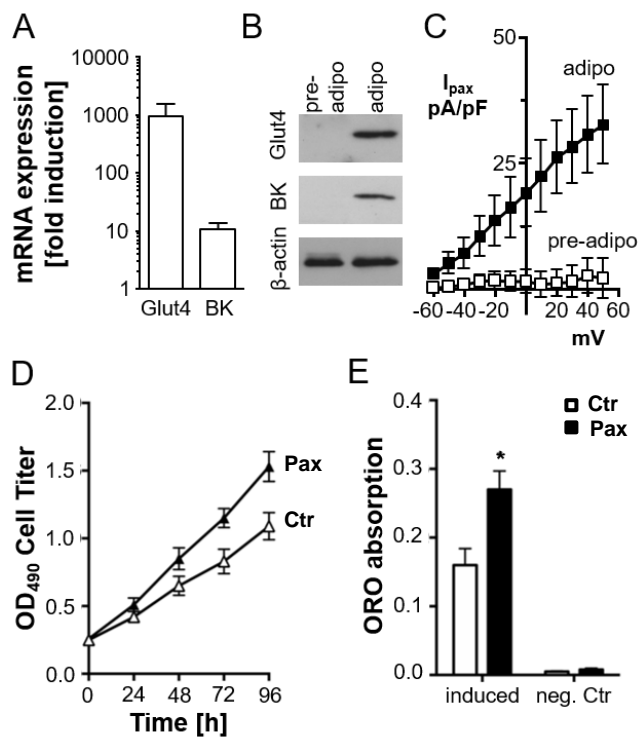 A
mRNA expression
[fold induction]
10000
1000
100
10
1
Glut4 BK
B
pre-
adipo
adipo
Glut4
BK
β-actin
C
50
I pax
pA/pF
adipo
25
pre-adipo
-60 -40 -20 0 20 40 60
mV
D
OD490 Cell Titer
2.0
1.5
1.0
0.5
0.0
Pax
Ctr
0 24 48 72 96
Time [h]
E
Ctr
Pax
ORO absorption
0.4
0.3
0.2
0.1
0.0
*
induced neg. Ctr